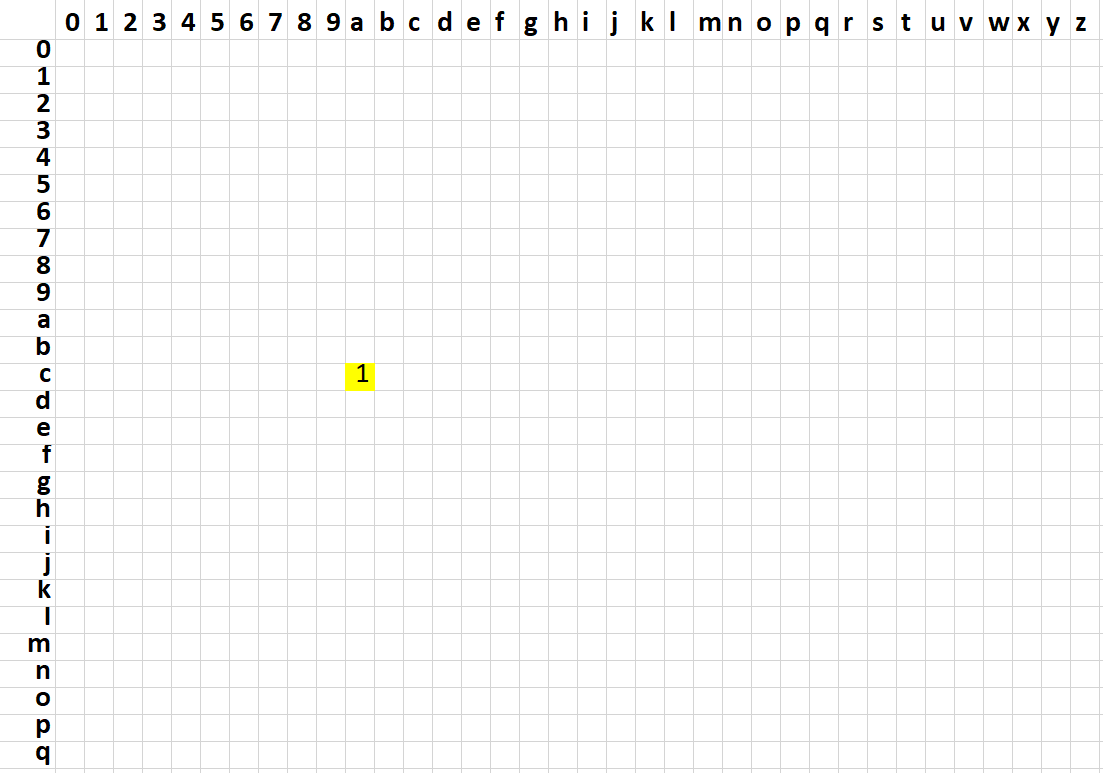 0 1 2 3 4 5 6 7 8 9 a b c d e f g h i j k l m n o p q r s t u v w x y z
0
1
2
3
4
5
6
7
8
9
a
b
c 1
d
e
f
g
h
i
j
k
l
m
n
o
p
q